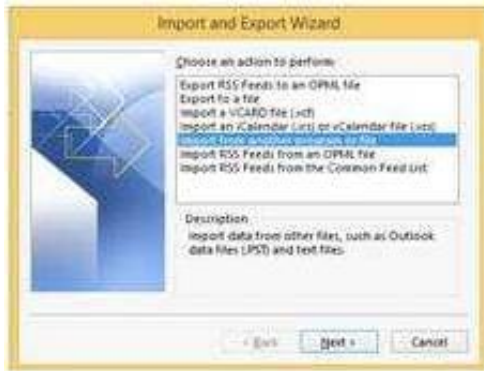 Import and Export Wizard
Choose an action to perform:
Export RSS Feeds to an OPML file
Export to a file
Import a VCARD file (.vcf)
Import an iCalendar (.ics) or vCalendar file (.vcs)
Import from another program or file
Import RSS Feeds from an OPML file
Import RSS Feeds from the Common Feed List
Description
Import data from other files, such as Outlook
data files (.PST) and text files.
< Back Next > Cancel